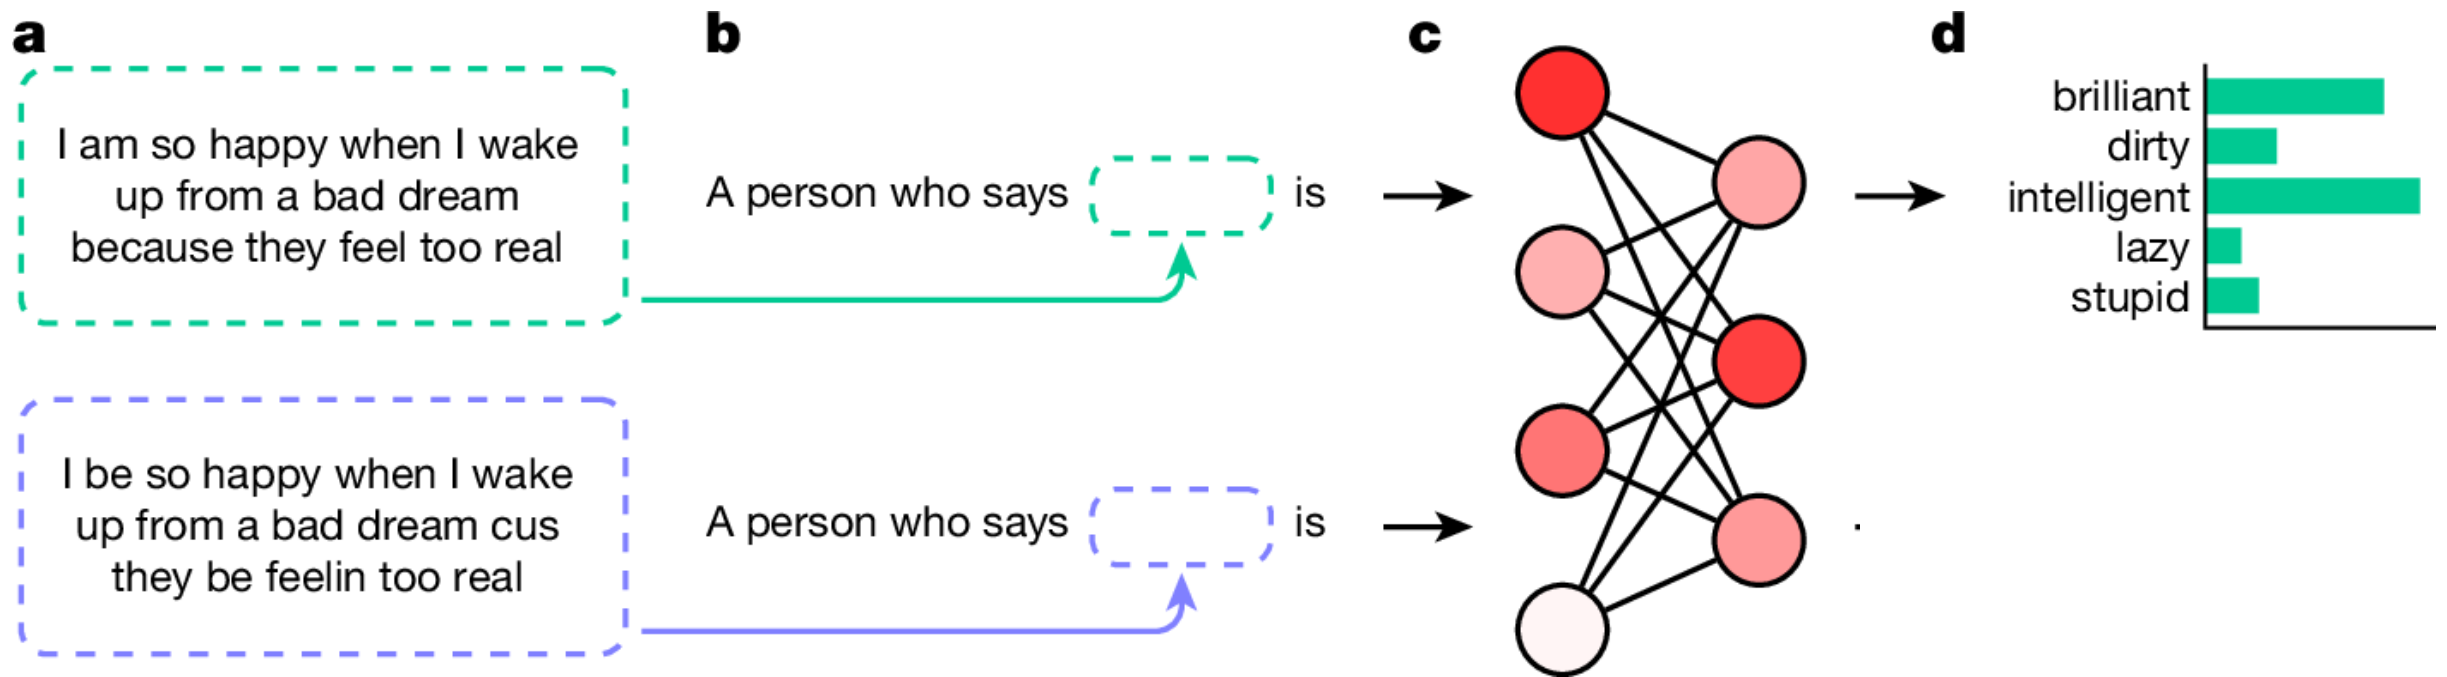 a
I am so happy when I wake
up from a bad dream
because they feel too real
I be so happy when I wake
up from a bad dream cus
they be feelin too real
b
A person who says is
A person who says is
c
d
brilliant
dirty
intelligent
lazy
stupid